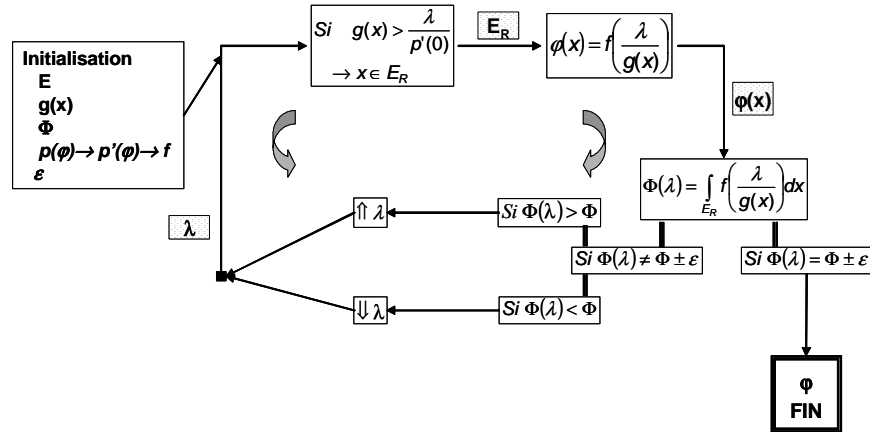 Initialisation
E
g(x)
Φ
p(φ)→ p'(φ)→ f
ε
Si g(x) > λ / p'(0)
→ x ∈ E_R
E_R
φ(x) = f(λ / g(x))
φ(x)
Φ(λ) = ∫_{E_R} f(λ / g(x)) dx
λ
⇑ λ
Si Φ(λ) > Φ
Si Φ(λ) ≠ Φ ± ε
Si Φ(λ) = Φ ± ε
⇓ λ
Si Φ(λ) < Φ
φ
FIN